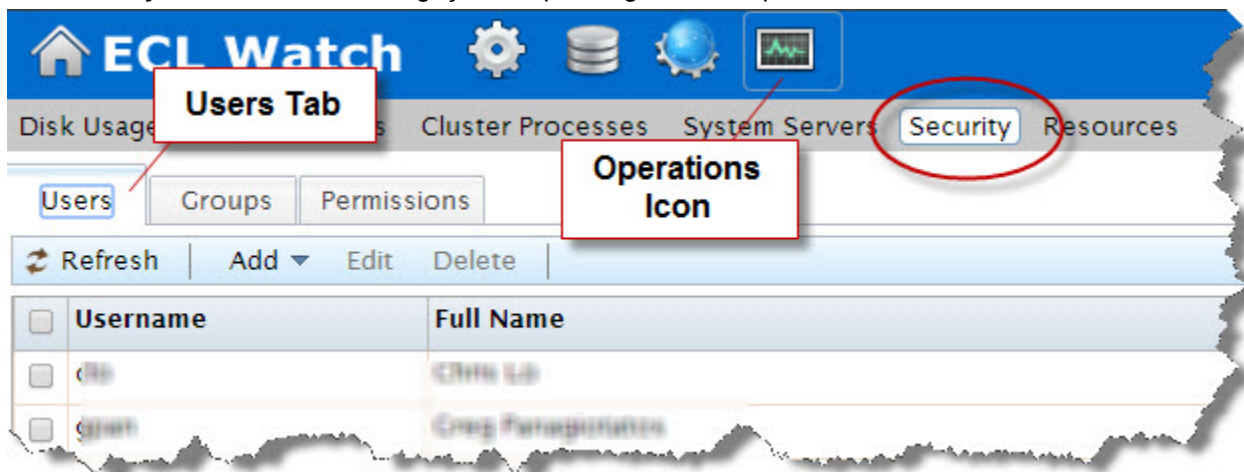 ECL Watch
Users Tab
Disk Usage s Cluster Processes System Servers Security Resources
Operations
Icon
Users Groups Permissions
Refresh Add Edit Delete
Username Full Name